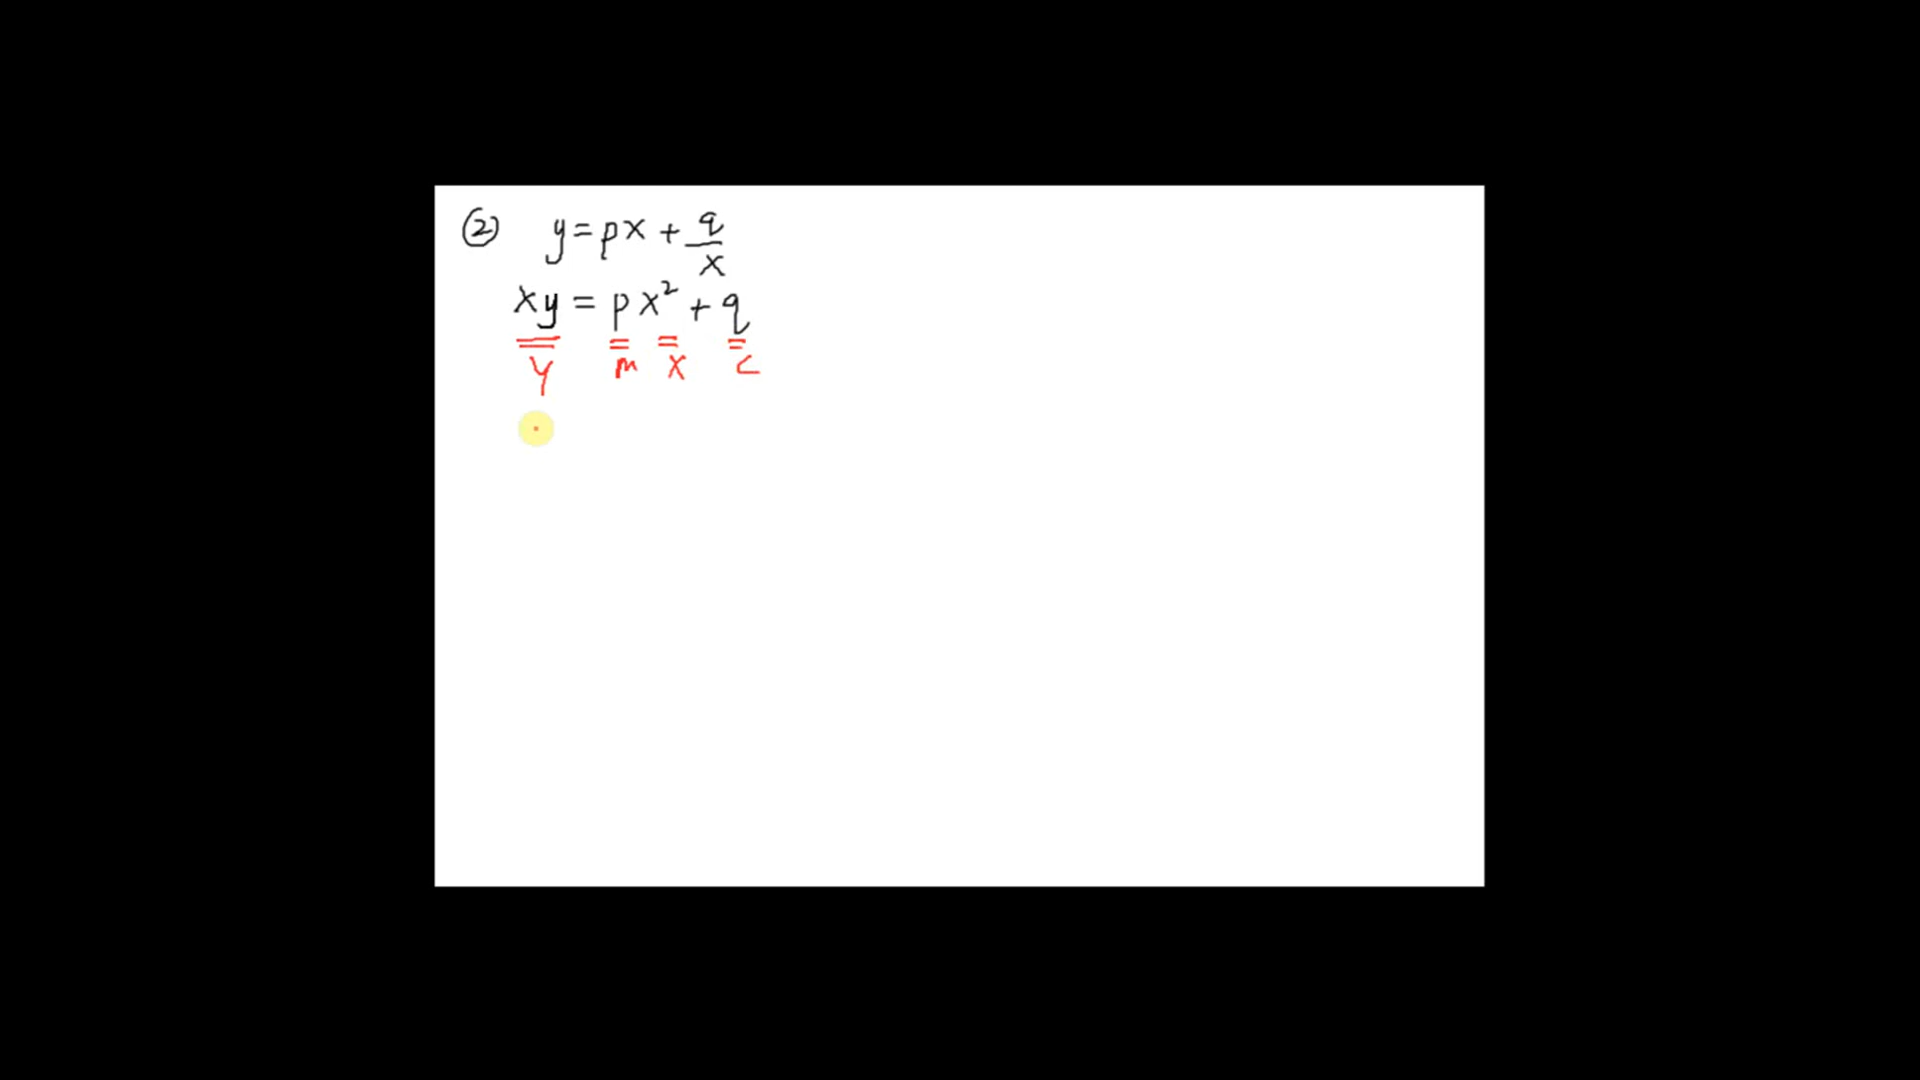 ② y = px + q/x
xy = px² + q
Y m X C